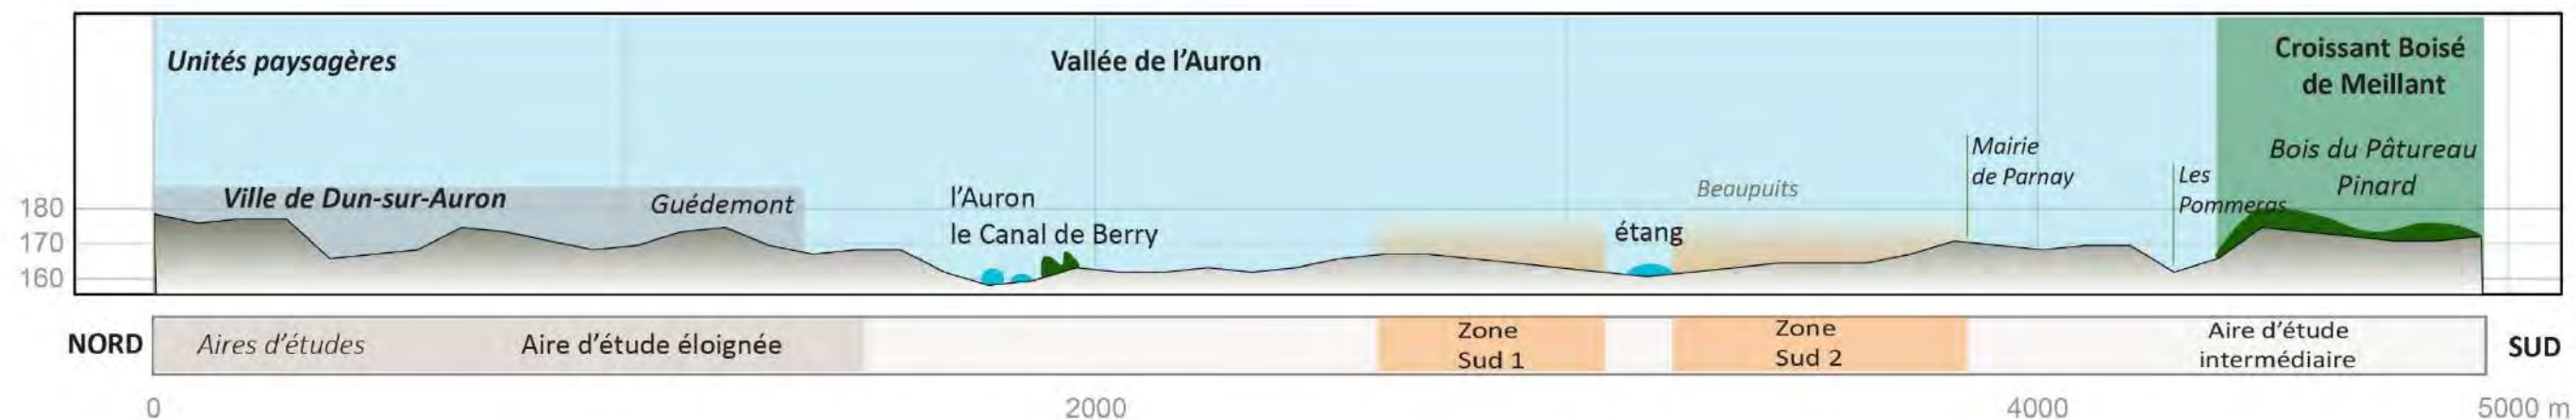 Unités paysagères
Vallée de l'Auron
Croissant Boisé
de Meillant
Ville de Dun-sur-Auron
Guédemont
l'Auron
le Canal de Berry
étang
Beaupuits
Mairie
de Parnay
Les
Pommeras
Bois du Pâtureau
Pinard
180
170
160
NORD
Aires d'études
Aire d'étude éloignée
Zone
Sud 1
Zone
Sud 2
Aire d'étude
intermédiaire
SUD
0
2000
4000
5000 m